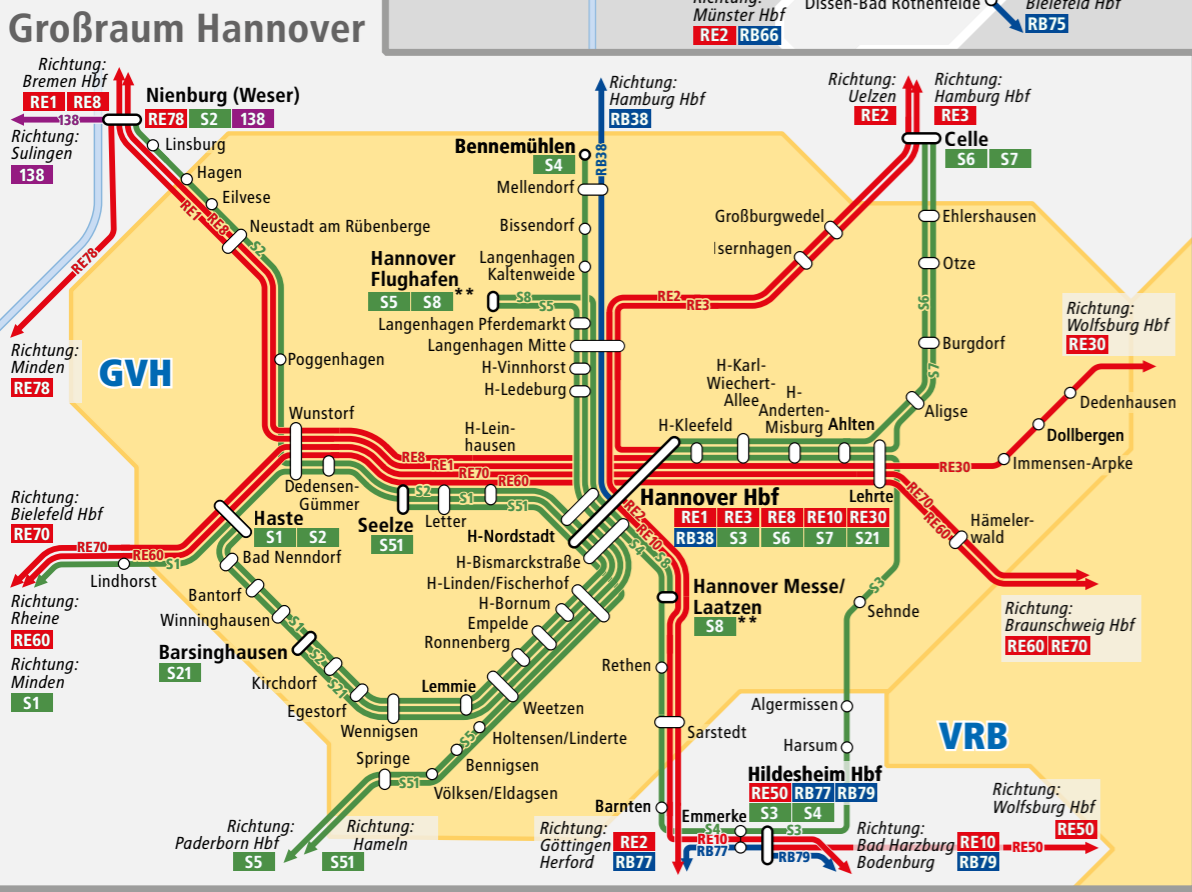 Großraum Hannover
Münster Hbf
RE2 RB66
Dissen-Bad Rothenfelde
Bielefeld Hbf
RB75
Richtung:
Bremen Hbf
RE1 RE8
Nienburg (Weser)
RE78 S2 138
138
Richtung:
Sulingen
138
Linsburg
Hagen
Eilvese
Neustadt am Rübenberge
RE1
RE8
S2
RE78
Richtung:
Minden
RE78
GVH
Poggenhagen
Wunstorf
Richtung:
Hamburg Hbf
RB38
RB38
Bennemühlen
S4
Mellendorf
Bissendorf
Langenhagen
Kaltenweide
Hannover
Flughafen
S5 S8 **
S8
S5
Langenhagen Pferdemarkt
Langenhagen Mitte
H-Vinnhorst
H-Ledeburg
Richtung:
Uelzen
RE2
Richtung:
Hamburg Hbf
RE3
Celle
S6 S7
Großburgwedel
Isernhagen
RE2
RE3
Ehlershausen
Otze
S6
Burgdorf
S7
Aligse
Richtung:
Wolfsburg Hbf
RE30
Dedenhausen
Dollbergen
Immensen-Arpke
RE30
H-Karl-
Wiechert-
Allee
H-
Anderten-
Misburg
Ahlten
H-Kleefeld
Lehrte
H-Lein-
hausen
RE8
RE1
RE70
RE60
Dedensen-
Gümmer
S2
S1
S51
Seelze
S51
Letter
H-Nordstadt
Hannover Hbf
RE1 RE3 RE8 RE10 RE30
RB38 S3 S6 S7 S21
RE70
RE60
Hämeler-
wald
Richtung:
Braunschweig Hbf
RE60 RE70
Richtung:
Bielefeld Hbf
RE70
RE70
RE60
S1
Lindhorst
Richtung:
Rheine
RE60
Richtung:
Minden
S1
Haste
S1 S2
Bad Nenndorf
Bantorf
Winninghausen
S1
S2
S21
Barsinghausen
S21
Kirchdorf
Egestorf
Wennigsen
Lemmie
H-Bismarckstraße
H-Linden/Fischerhof
H-Bornum
Empelde
Ronnenberg
Weetzen
Holtensen/Linderte
S5
Bennigsen
Völksen/Eldagsen
S51
Springe
Richtung:
Paderborn Hbf
S5
Richtung:
Hameln
S51
RE2
RE10
S4
S8
Hannover Messe/
Laatzen
S8 **
Rethen
Sarstedt
Barnten
S3
Sehnde
Algermissen
Harsum
VRB
Hildesheim Hbf
RE50 RB77 RB79
S3 S4
Emmerke
S4
RE10
RB77
S3
RB79
Richtung:
Göttingen
RE2
Herford
RB77
Richtung:
Bad Harzburg
RE10
Bodenburg
RB79
RE50
Richtung:
Wolfsburg Hbf
RE50